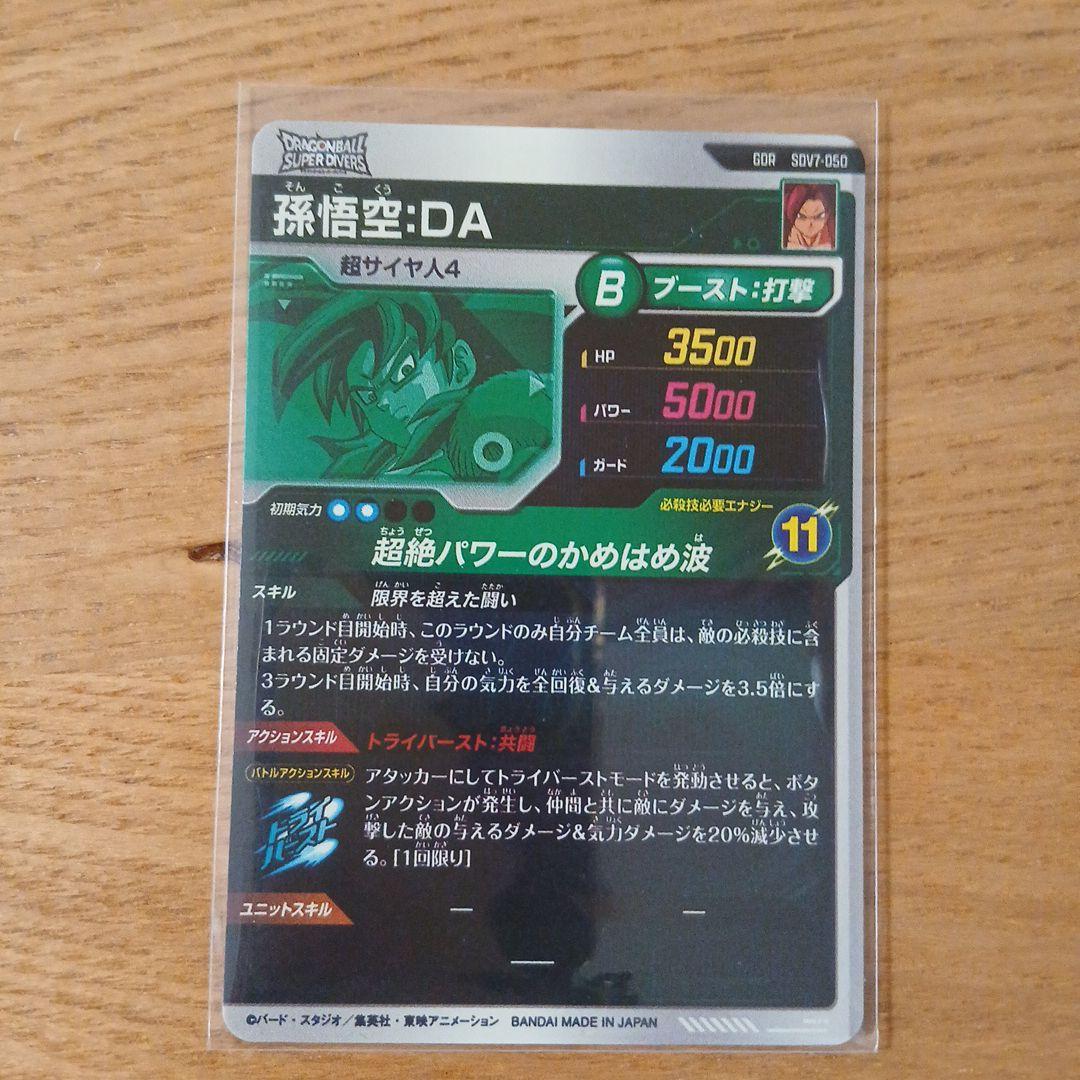 DRAGONBALL
SUPER DIVERS
GDR SDV7-050
そん ご くう
孫悟空:DA
超サイヤ人4
B ブースト:打撃
HP 3500
パワー 5000
ガード 2000
初期気力
必殺技必要エナジー
11
ちょう ぜつ は
超絶パワーのかめはめ波
スキル
げん かい こ たたか
限界を超えた闘い
1ラウンド目開始時、このラウンドのみ自分チーム全員は、敵の必殺技に含
まれる固定ダメージを受けない。
3ラウンド目開始時、自分の気力を全回復&与えるダメージを3.5倍にす
る。
アクションスキル
きょうとう
トライバースト:共闘
バトルアクションスキル
トライ
バースト
アタッカーにしてトライバーストモードを発動させると、ボタ
ンアクションが発生し、仲間と共に敵にダメージを与え、攻
撃した敵の与えるダメージ&気力ダメージを20%減少させ
る。[1回限り]
ユニットスキル
― ―
―
©バード・スタジオ/集英社・東映アニメーション BANDAI MADE IN JAPAN